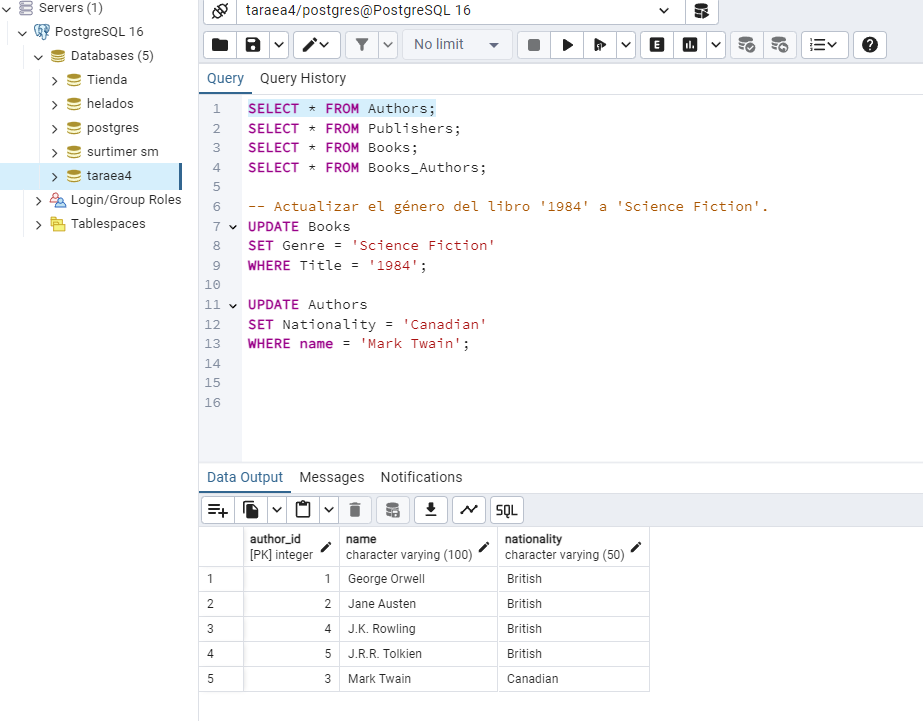 Servers (1)
PostgreSQL 16
Databases (5)
Tienda
helados
postgres
surtimer sm
taraea4
Login/Group Roles
Tablespaces
taraea4/postgres@PostgreSQL 16
No limit
E
Query Query History
1 SELECT * FROM Authors;
2 SELECT * FROM Publishers;
3 SELECT * FROM Books;
4 SELECT * FROM Books_Authors;
5
6 -- Actualizar el género del libro '1984' a 'Science Fiction'.
7 UPDATE Books
8 SET Genre = 'Science Fiction'
9 WHERE Title = '1984';
10
11 UPDATE Authors
12 SET Nationality = 'Canadian'
13 WHERE name = 'Mark Twain';
14
15
16
Data Output Messages Notifications
SQL
author_id name nationality
[PK] integer character varying (100) character varying (50)
1 1 George Orwell British
2 2 Jane Austen British
3 4 J.K. Rowling British
4 5 J.R.R. Tolkien British
5 3 Mark Twain Canadian